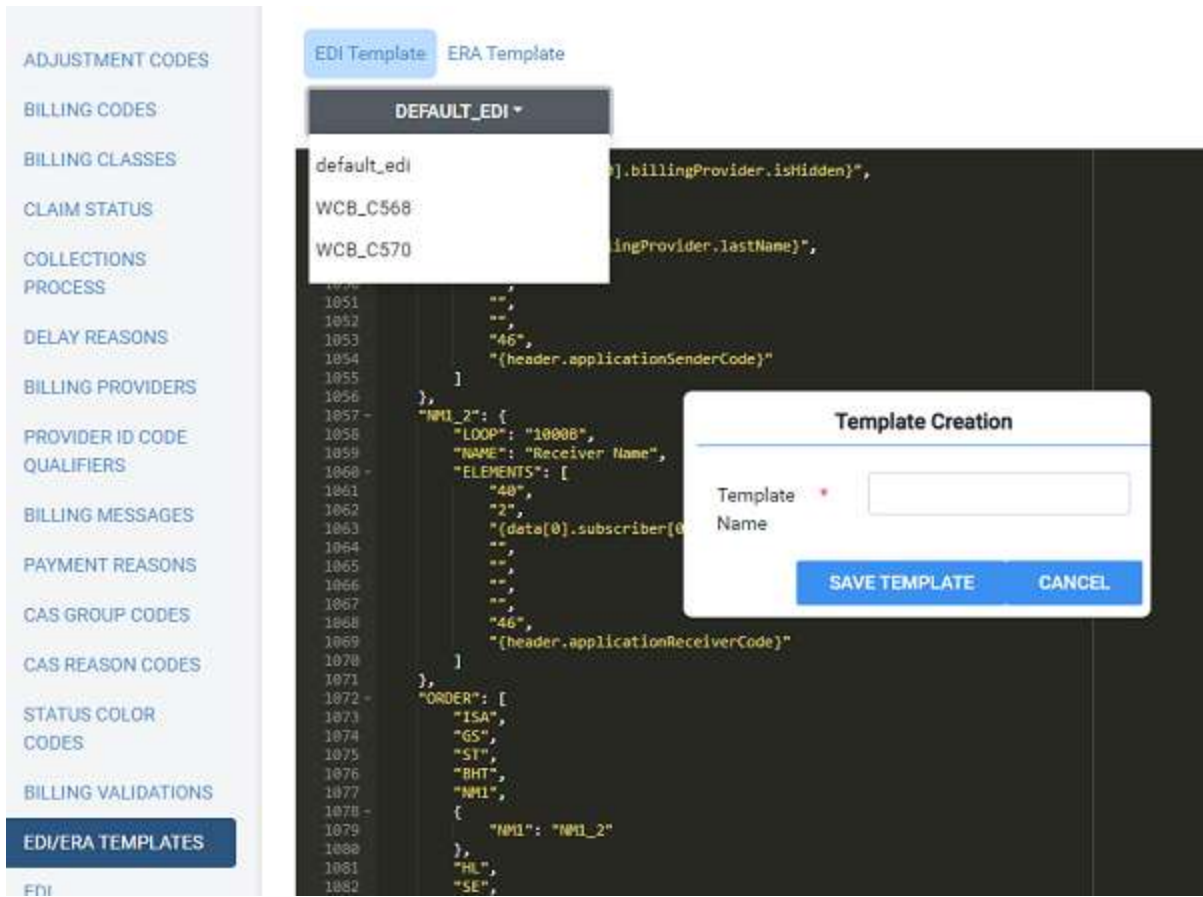 ADJUSTMENT CODES
BILLING CODES
BILLING CLASSES
CLAIM STATUS
COLLECTIONS
PROCESS
DELAY REASONS
BILLING PROVIDERS
PROVIDER ID CODE
QUALIFIERS
BILLING MESSAGES
PAYMENT REASONS
CAS GROUP CODES
CAS REASON CODES
STATUS COLOR
CODES
BILLING VALIDATIONS
EDI/ERA TEMPLATES
EDI
EDI Template ERA Template
DEFAULT_EDI
default_edi
WCB_C568
WCB_C570
].billingProvider.isHidden}",
ingProvider.lastName}",
1051 "",
1052 "",
1053 "46",
1054 "{header.applicationSenderCode}"
1055 ]
1056 },
1057 "NM1_2": {
1058 "LOOP": "1000B",
1059 "NAME": "Receiver Name",
1060 "ELEMENTS": [
1061 "40",
1062 "2",
1063 "{data[0].subscriber[0
1064 "",
1065 "",
1066 "",
1067 "",
1068 "46",
1069 "{header.applicationReceiverCode}"
1070 ]
1071 },
1072 "ORDER": [
1073 "ISA",
1074 "GS",
1075 "ST",
1076 "BHT",
1077 "NM1",
1078 {
1079 "NM1": "NM1_2"
1080 },
1081 "HL",
1082 "SE",
Template Creation
Template *
Name
SAVE TEMPLATE CANCEL